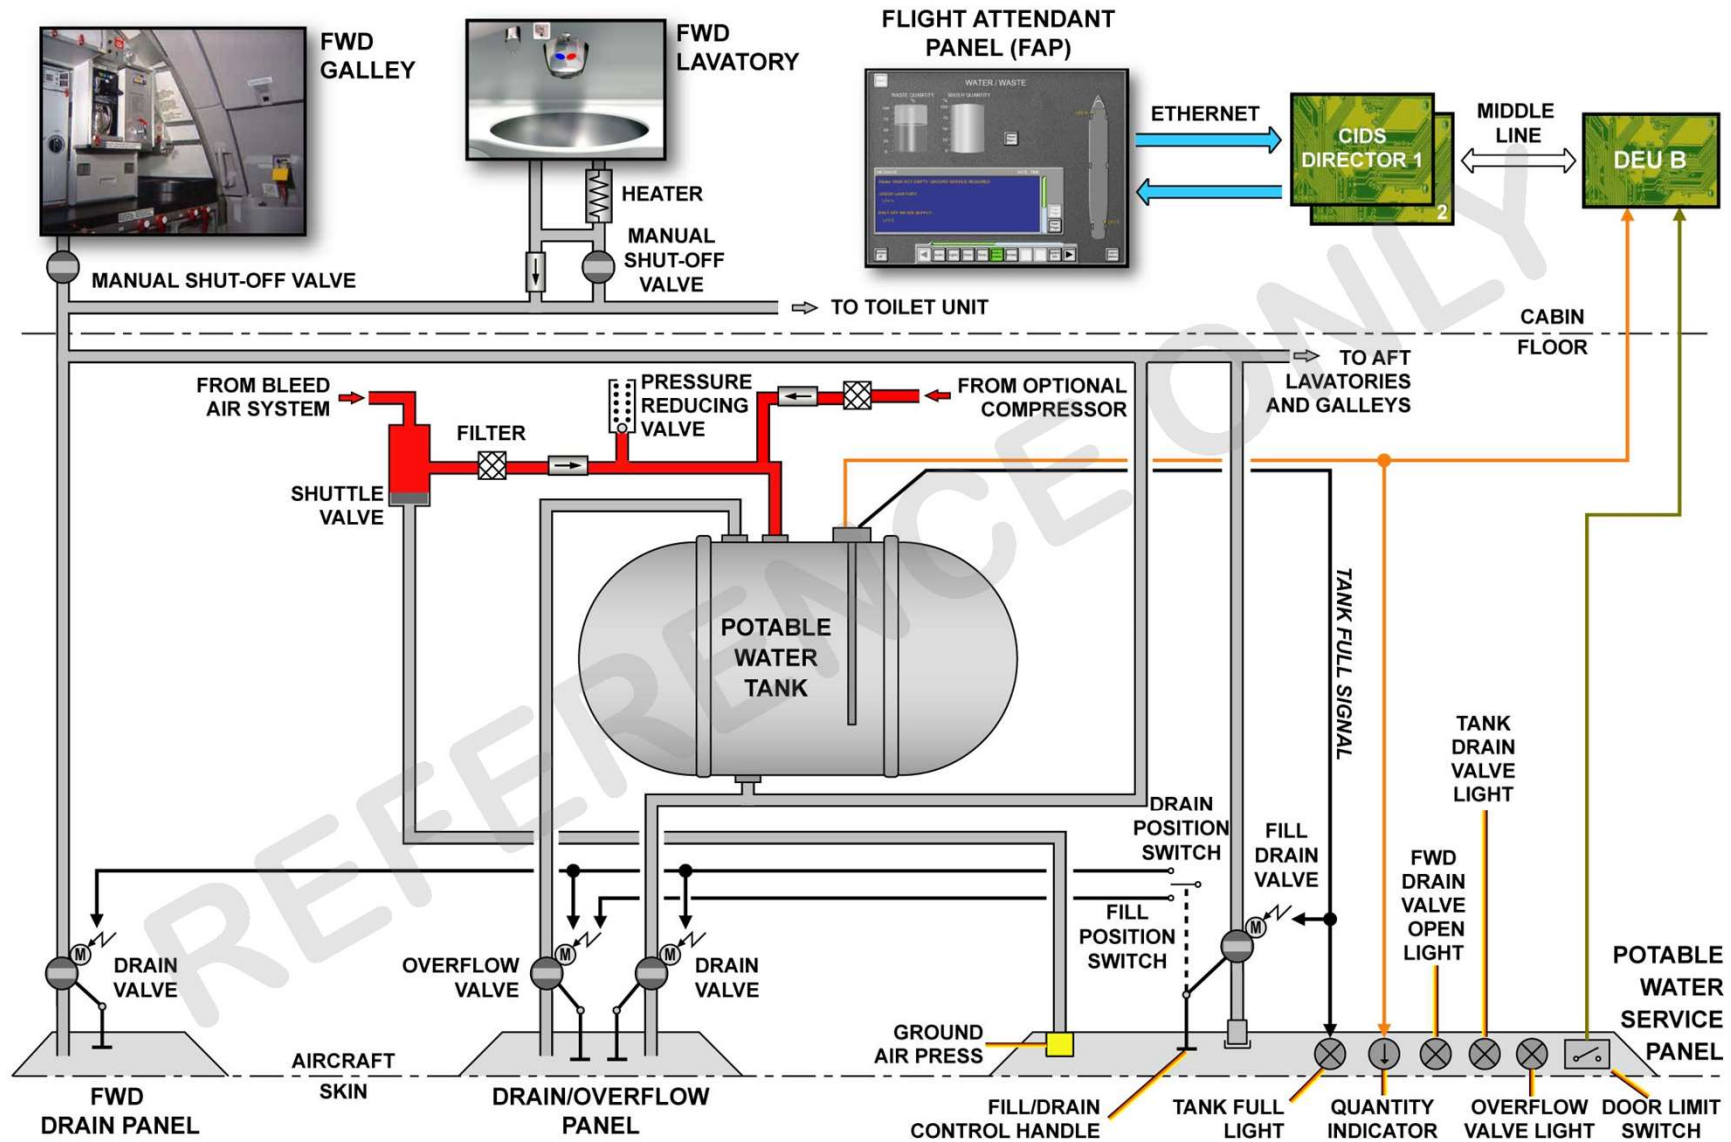 FWD
GALLEY
FWD
LAVATORY
FLIGHT ATTENDANT
PANEL (FAP)
WATER / WASTE
WASTE QUANTITY
WATER QUANTITY
%
%
ETHERNET
CIDS
DIRECTOR 1
2
MIDDLE
LINE
DEU B
HEATER
MANUAL
SHUT-OFF
VALVE
MANUAL SHUT-OFF VALVE
TO TOILET UNIT
CABIN
FLOOR
TO AFT
LAVATORIES
AND GALLEYS
FROM BLEED
AIR SYSTEM
FILTER
PRESSURE
REDUCING
VALVE
FROM OPTIONAL
COMPRESSOR
SHUTTLE
VALVE
POTABLE
WATER
TANK
TANK FULL SIGNAL
TANK
DRAIN
VALVE
LIGHT
DRAIN
POSITION
SWITCH
FILL
DRAIN
VALVE
FWD
DRAIN
VALVE
OPEN
LIGHT
FILL
POSITION
SWITCH
M
DRAIN
VALVE
OVERFLOW
VALVE
M
M
DRAIN
VALVE
M
POTABLE
WATER
SERVICE
PANEL
GROUND
AIR PRESS
AIRCRAFT
SKIN
FWD
DRAIN PANEL
DRAIN/OVERFLOW
PANEL
FILL/DRAIN
CONTROL HANDLE
TANK FULL
LIGHT
QUANTITY
INDICATOR
OVERFLOW
VALVE LIGHT
DOOR LIMIT
SWITCH
REFERENCE ONLY